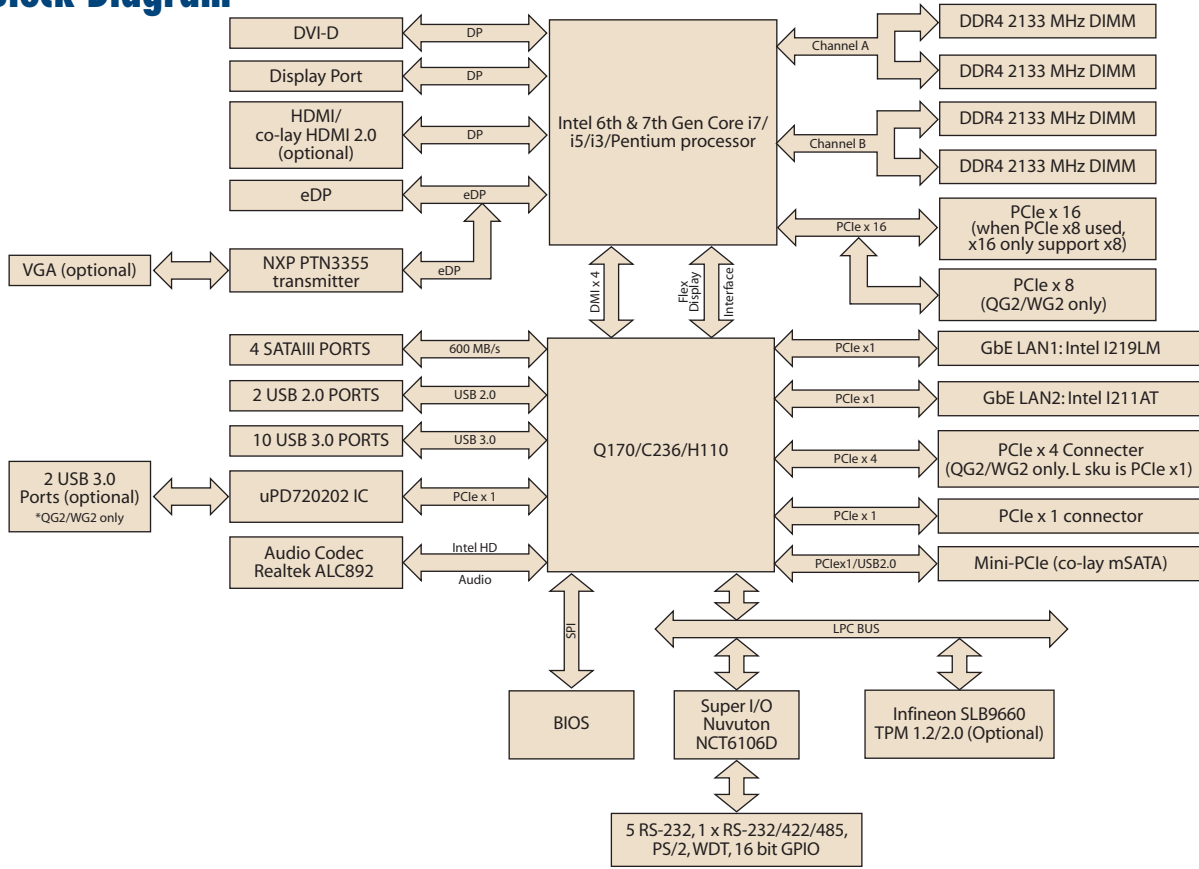 Block Diagram
DVI-D
DP
Display Port
DP
HDMI/
co-lay HDMI 2.0
(optional)
DP
eDP
eDP
VGA (optional)
NXP PTN3355
transmitter
eDP
Intel 6th & 7th Gen Core i7/
i5/i3/Pentium processor
Channel A
DDR4 2133 MHz DIMM
DDR4 2133 MHz DIMM
Channel B
DDR4 2133 MHz DIMM
DDR4 2133 MHz DIMM
PCIe x 16
PCIe x 16
(when PCIe x8 used,
x16 only support x8)
PCIe x 8
(QG2/WG2 only)
DMI x 4
Flex
Display
Interface
4 SATAIII PORTS
600 MB/s
2 USB 2.0 PORTS
USB 2.0
10 USB 3.0 PORTS
USB 3.0
2 USB 3.0
Ports (optional)
*QG2/WG2 only
uPD720202 IC
PCIe x 1
Audio Codec
Realtek ALC892
Intel HD
Audio
Q170/C236/H110
PCIe x1
GbE LAN1: Intel I219LM
PCIe x1
GbE LAN2: Intel I211AT
PCIe x 4
PCIe x 4 Connecter
(QG2/WG2 only. L sku is PCIe x1)
PCIe x 1
PCIe x 1 connector
PCIex1/USB2.0
Mini-PCIe (co-lay mSATA)
SPI
LPC BUS
BIOS
Super I/O
Nuvuton
NCT6106D
Infineon SLB9660
TPM 1.2/2.0 (Optional)
5 RS-232, 1 x RS-232/422/485,
PS/2, WDT, 16 bit GPIO